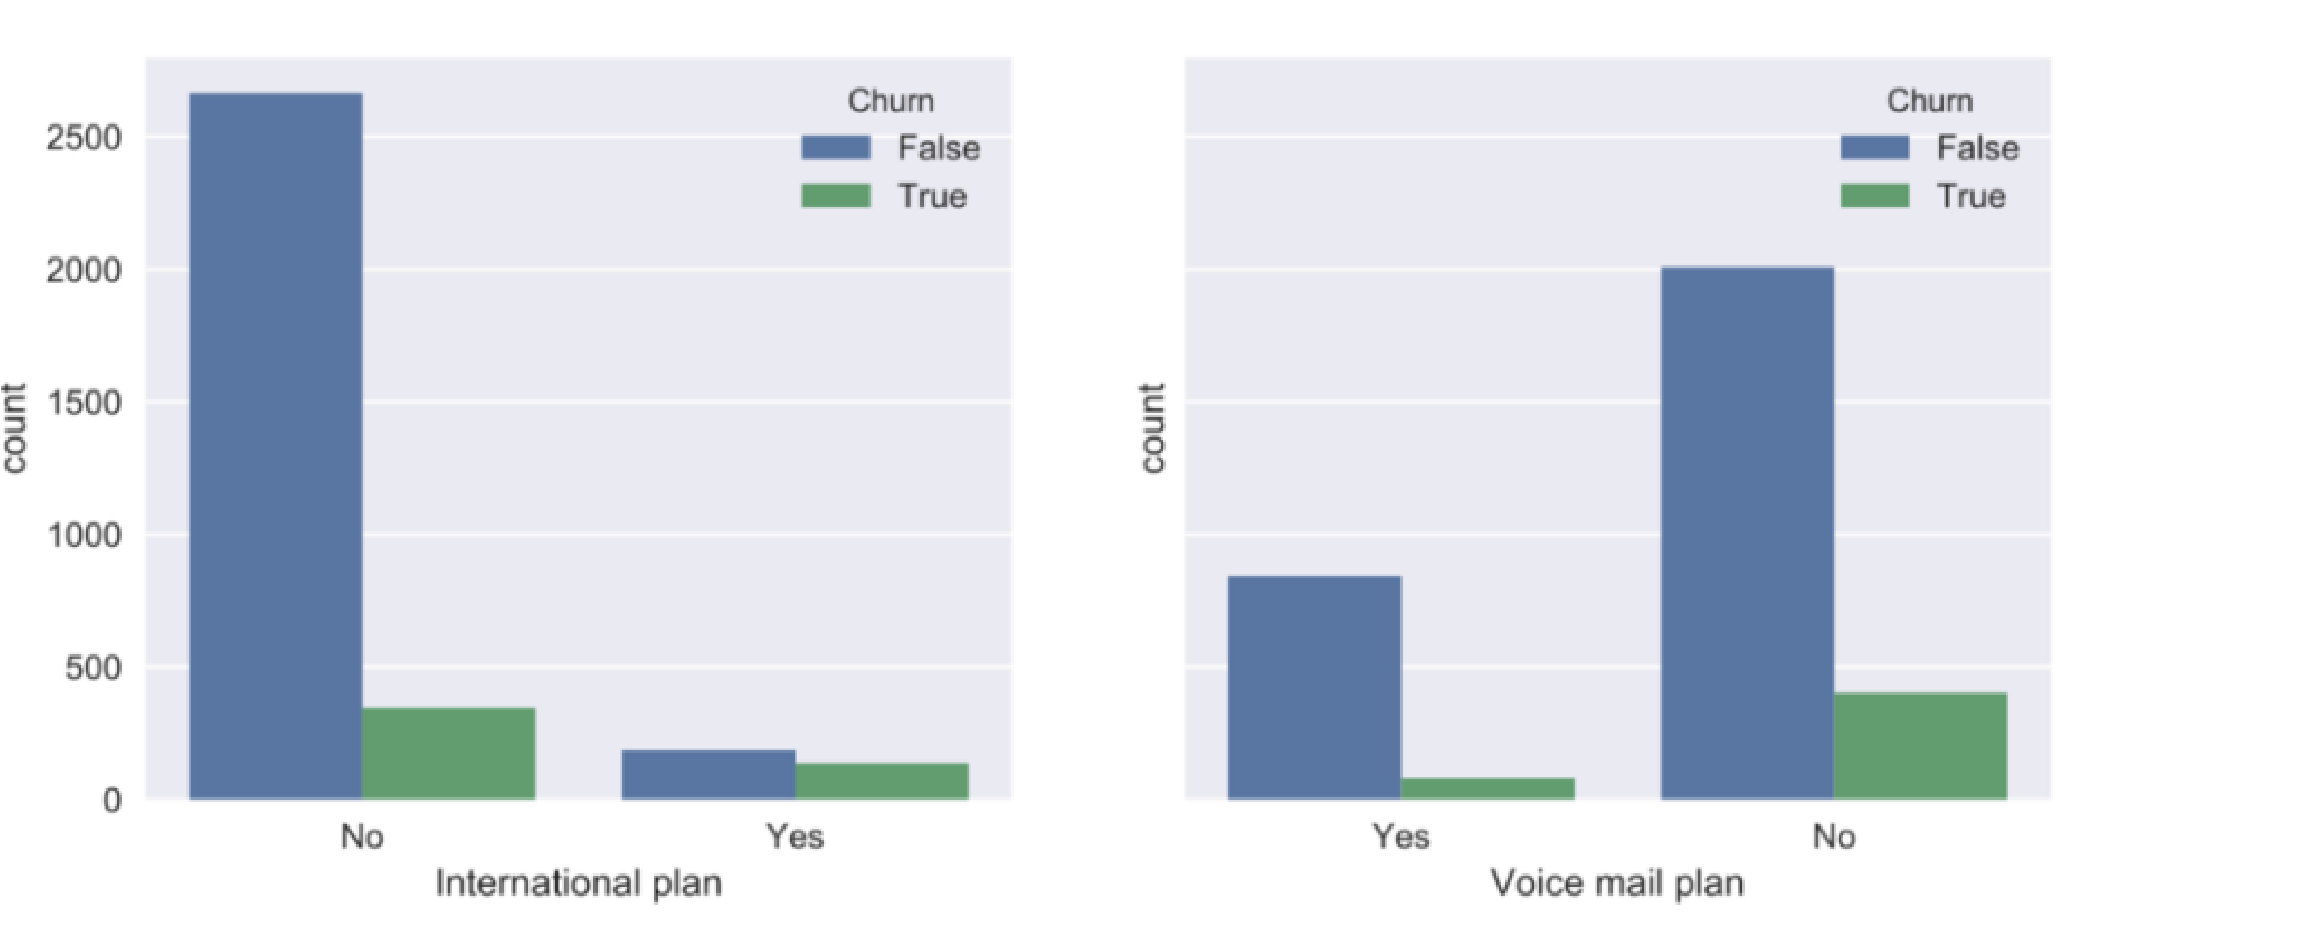 Churn
False
True
2500
2000
1500
1000
500
0
count
No
Yes
International plan
Churn
False
True
count
Yes
No
Voice mail plan